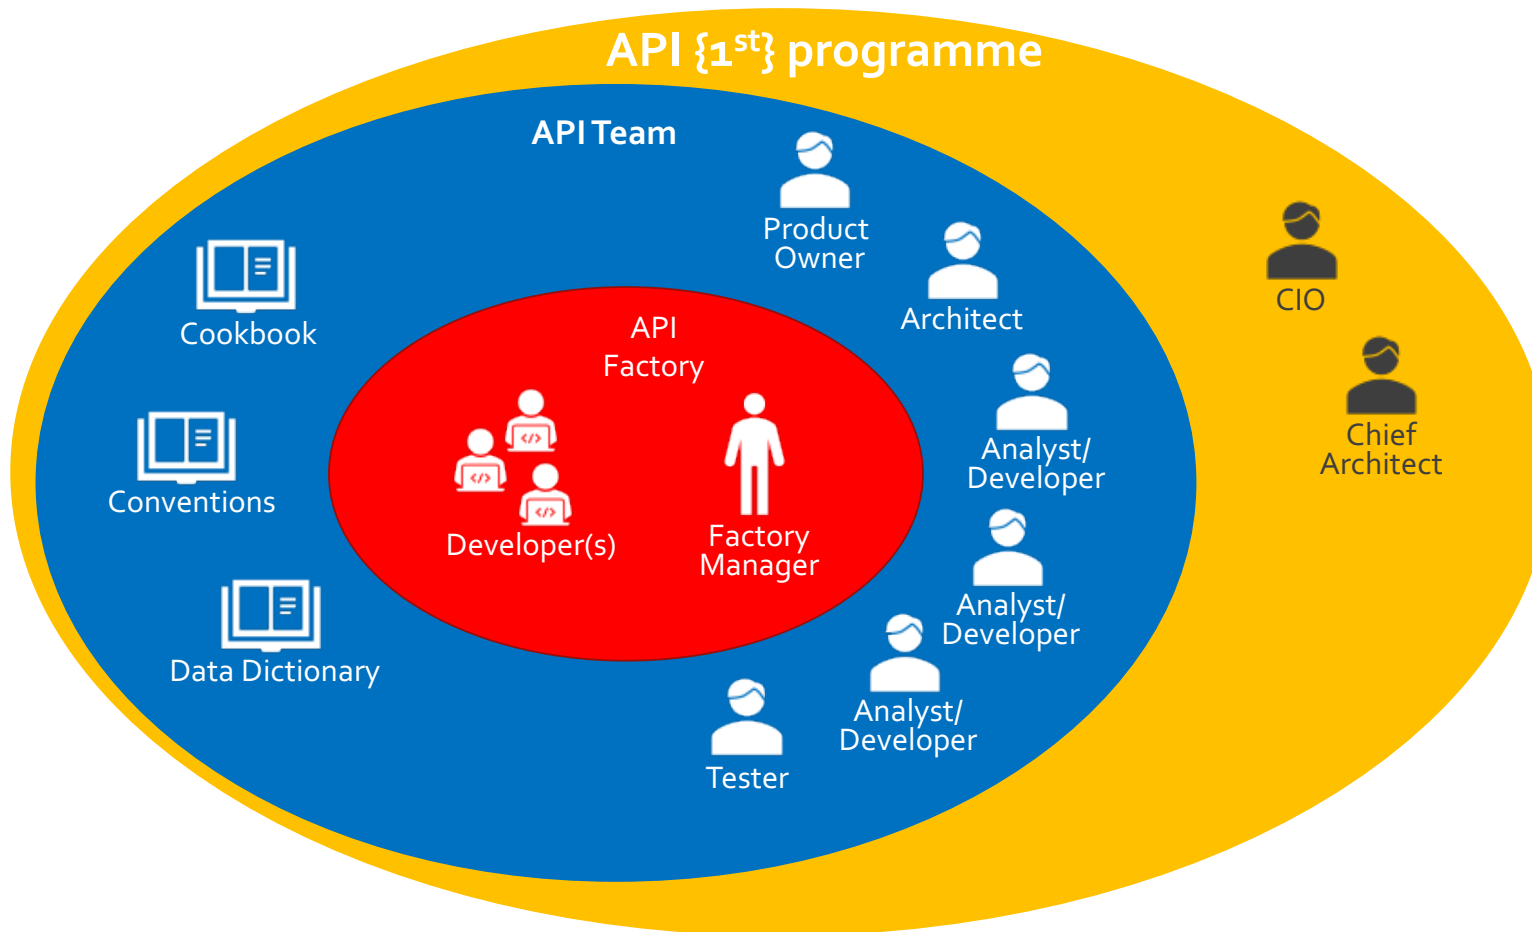 API {1st} programme
API Team
Product
Owner
Architect
CIO
Cookbook
API
Factory
Analyst/
Developer
Chief
Architect
Conventions
Developer(s)
</>
</>
</>
Factory
Manager
Analyst/
Developer
Data Dictionary
Analyst/
Developer
Tester